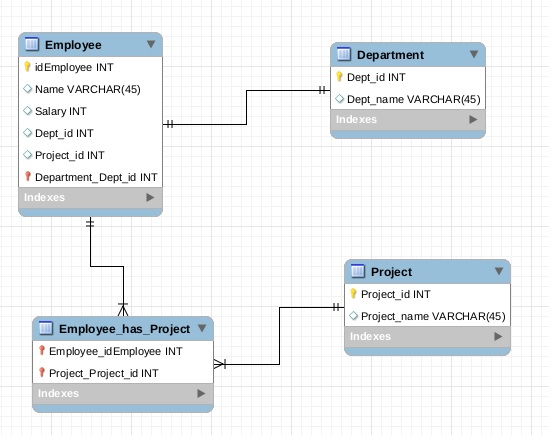 Employee
idEmployee INT
Name VARCHAR(45)
Salary INT
Dept_id INT
Project_id INT
Department_Dept_id INT
Indexes
Department
Dept_id INT
Dept_name VARCHAR(45)
Indexes
Employee_has_Project
Employee_idEmployee INT
Project_Project_id INT
Indexes
Project
Project_id INT
Project_name VARCHAR(45)
Indexes